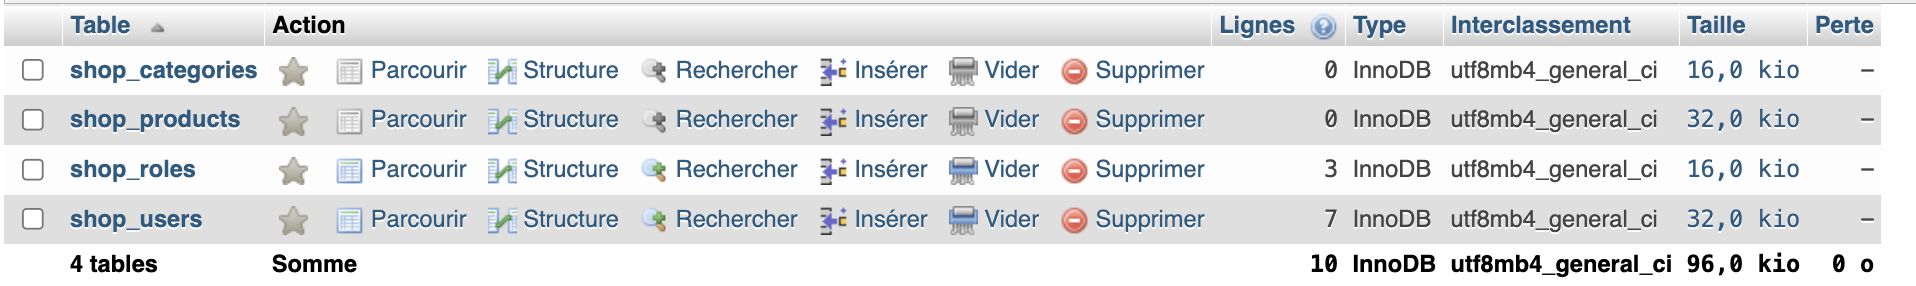 Table Action Lignes Type Interclassement Taille Perte
shop_categories Parcourir Structure Rechercher Insérer Vider Supprimer 0 InnoDB utf8mb4_general_ci 16,0 kio –
shop_products Parcourir Structure Rechercher Insérer Vider Supprimer 0 InnoDB utf8mb4_general_ci 32,0 kio –
shop_roles Parcourir Structure Rechercher Insérer Vider Supprimer 3 InnoDB utf8mb4_general_ci 16,0 kio –
shop_users Parcourir Structure Rechercher Insérer Vider Supprimer 7 InnoDB utf8mb4_general_ci 32,0 kio –
4 tables Somme 10 InnoDB utf8mb4_general_ci 96,0 kio 0 o